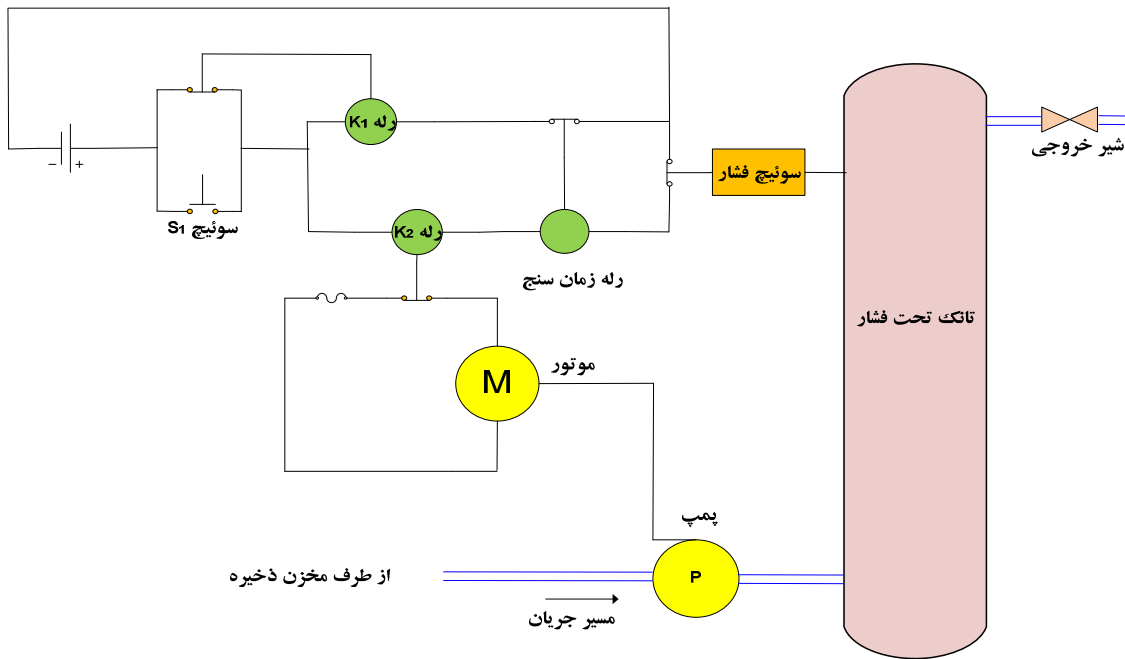 رله K1
شیر خروجی
سوئیچ فشار
+
−
سوئیچ S1
رله K2
رله زمان سنج
تانک تحت فشار
موتور
M
پمپ
P
از طرف مخزن ذخیره
مسیر جریان